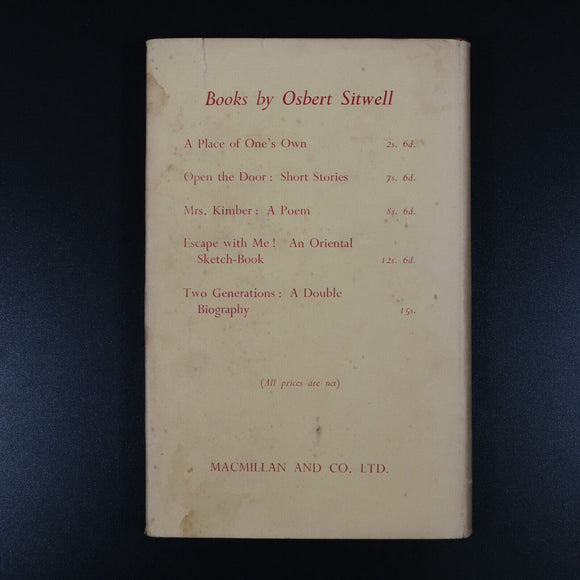 Books by Osbert Sitwell
A Place of One's Own 2s. 6d.
Open the Door: Short Stories 7s. 6d.
Mrs. Kimber: A Poem 8s. 6d.
Escape with Me! An Oriental
Sketch-Book 12s. 6d.
Two Generations: A Double
Biography 15s.
(All prices are net)
MACMILLAN AND CO. LTD.